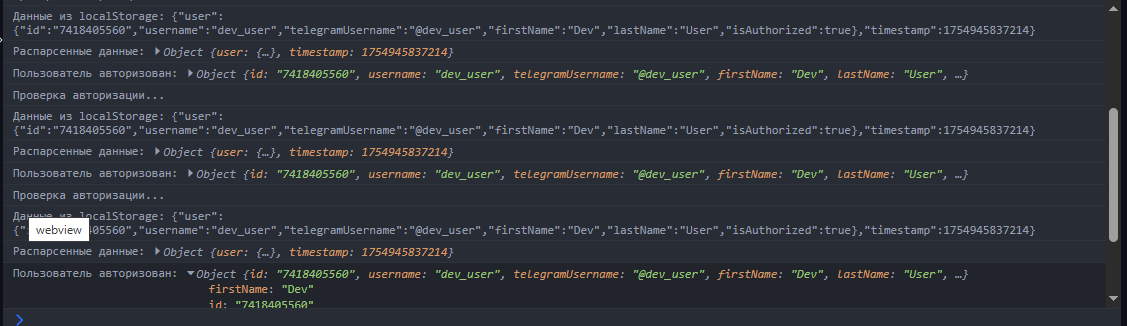 Данные из localStorage: {"user":
{"id":"7418405560","username":"dev_user","telegramUsername":"@dev_user","firstName":"Dev","lastName":"User","isAuthorized":true},"timestamp":1754945837214}
Распарсенные данные: Object {user: {…}, timestamp: 1754945837214}
Пользователь авторизован: Object {id: "7418405560", username: "dev_user", telegramUsername: "@dev_user", firstName: "Dev", lastName: "User", …}
Проверка авторизации...
Данные из localStorage: {"user":
{"id":"7418405560","username":"dev_user","telegramUsername":"@dev_user","firstName":"Dev","lastName":"User","isAuthorized":true},"timestamp":1754945837214}
Распарсенные данные: Object {user: {…}, timestamp: 1754945837214}
Пользователь авторизован: Object {id: "7418405560", username: "dev_user", telegramUsername: "@dev_user", firstName: "Dev", lastName: "User", …}
Проверка авторизации...
Данные из localStorage: {"user":
webview
8405560","username":"dev_user","telegramUsername":"@dev_user","firstName":"Dev","lastName":"User","isAuthorized":true},"timestamp":1754945837214}
Распарсенные данные: Object {user: {…}, timestamp: 1754945837214}
Пользователь авторизован: Object {id: "7418405560", username: "dev_user", telegramUsername: "@dev_user", firstName: "Dev", lastName: "User", …}
firstName: "Dev"
id: "7418405560"